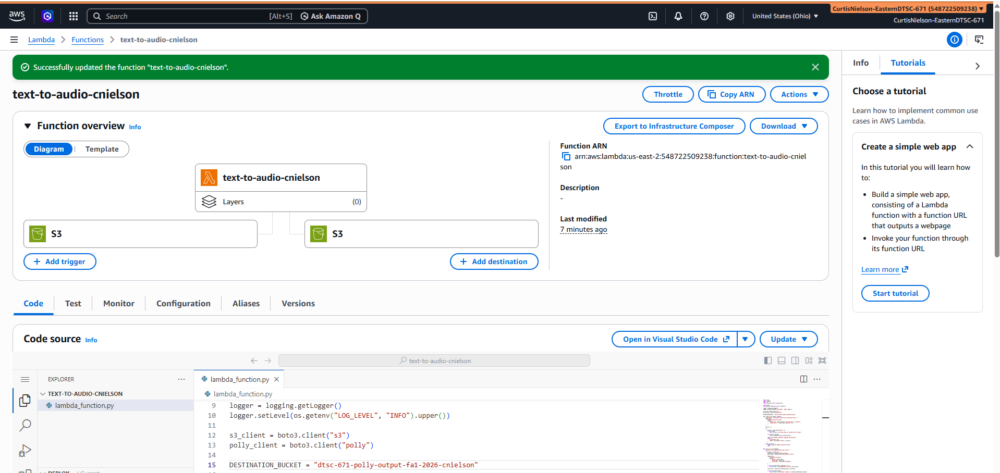 aws
Search
[Alt+S]
Ask Amazon Q
United States (Ohio)
CurtisNielson-EasternDTSC-671 (548722509238)
CurtisNielson-EasternDTSC-671
Lambda
Functions
text-to-audio-cnielson
Successfully updated the function "text-to-audio-cnielson".
text-to-audio-cnielson
Throttle
Copy ARN
Actions
Function overview Info
Export to Infrastructure Composer
Download
Diagram
Template
text-to-audio-cnielson
Layers
(0)
S3
S3
+ Add trigger
+ Add destination
Function ARN
arn:aws:lambda:us-east-2:548722509238:function:text-to-audio-cniel
son
Description
-
Last modified
7 minutes ago
Code
Test
Monitor
Configuration
Aliases
Versions
Code source Info
Open in Visual Studio Code
Update
text-to-audio-cnielson
EXPLORER
TEXT-TO-AUDIO-CNIELSON
lambda_function.py
lambda_function.py
lambda_function.py
9 logger = logging.getLogger()
10 logger.setLevel(os.getenv("LOG_LEVEL", "INFO").upper())
11
12 s3_client = boto3.client("s3")
13 polly_client = boto3.client("polly")
14
15 DESTINATION_BUCKET = "dtsc-671-polly-output-fa1-2026-cnielson"
Info
Tutorials
Choose a tutorial
Learn how to implement common use
cases in AWS Lambda.
Create a simple web app
In this tutorial you will learn how
to:
• Build a simple web app,
consisting of a Lambda
function with a function URL
that outputs a webpage
• Invoke your function through
its function URL
Learn more
Start tutorial